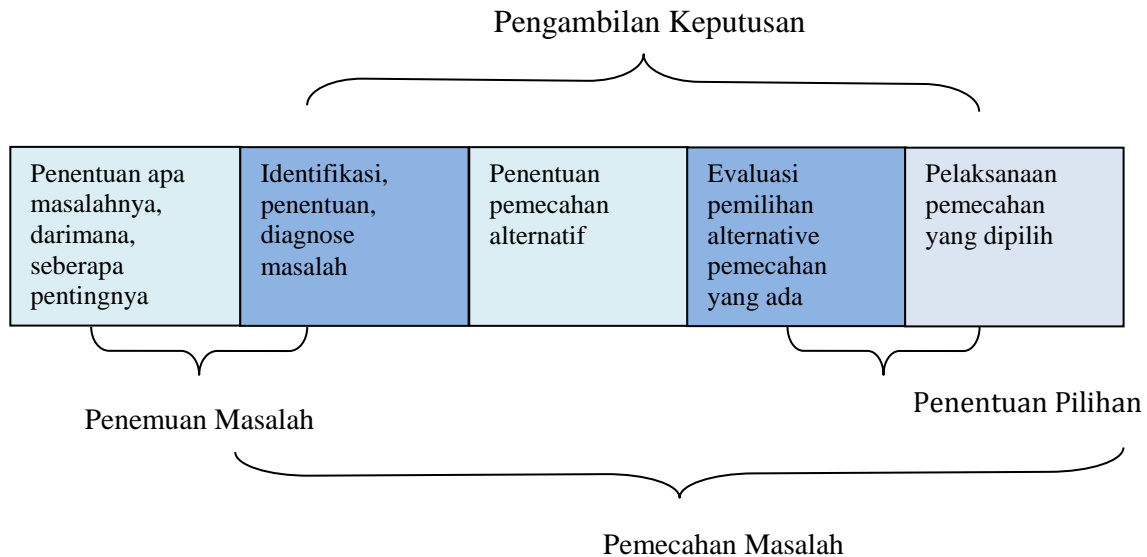 Pengambilan Keputusan
Penentuan apa
masalahnya,
darimana,
seberapa
pentingnya
Identifikasi,
penentuan,
diagnose
masalah
Penentuan
pemecahan
alternatif
Evaluasi
pemilihan
alternative
pemecahan
yang ada
Pelaksanaan
pemecahan
yang dipilih
Penemuan Masalah
Penentuan Pilihan
Pemecahan Masalah